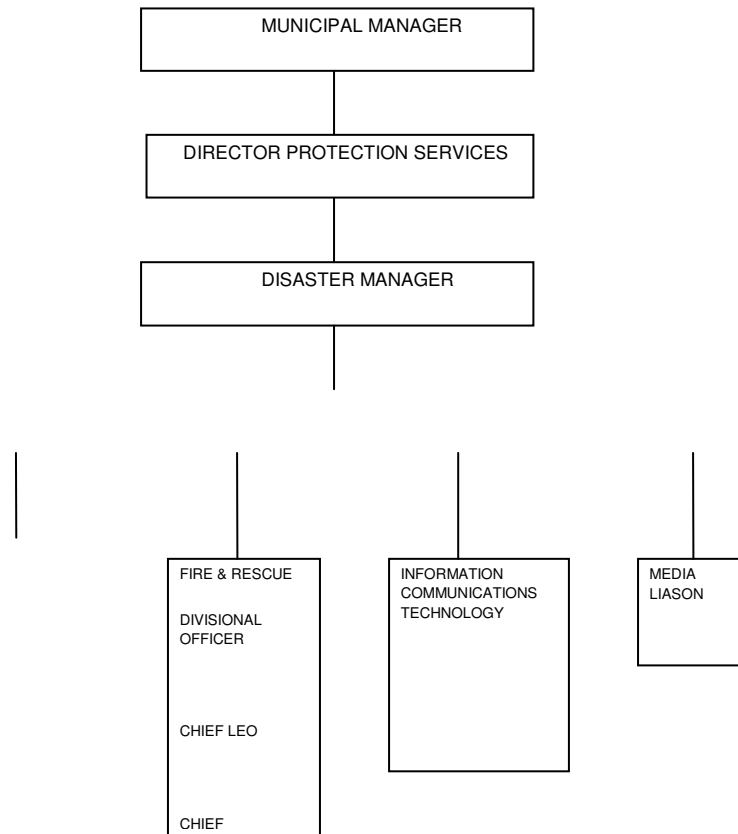 MUNICIPAL MANAGER
DIRECTOR PROTECTION SERVICES
DISASTER MANAGER
FIRE & RESCUE
DIVISIONAL
OFFICER
CHIEF LEO
CHIEF
INFORMATION
COMMUNICATIONS
TECHNOLOGY
MEDIA
LIASON